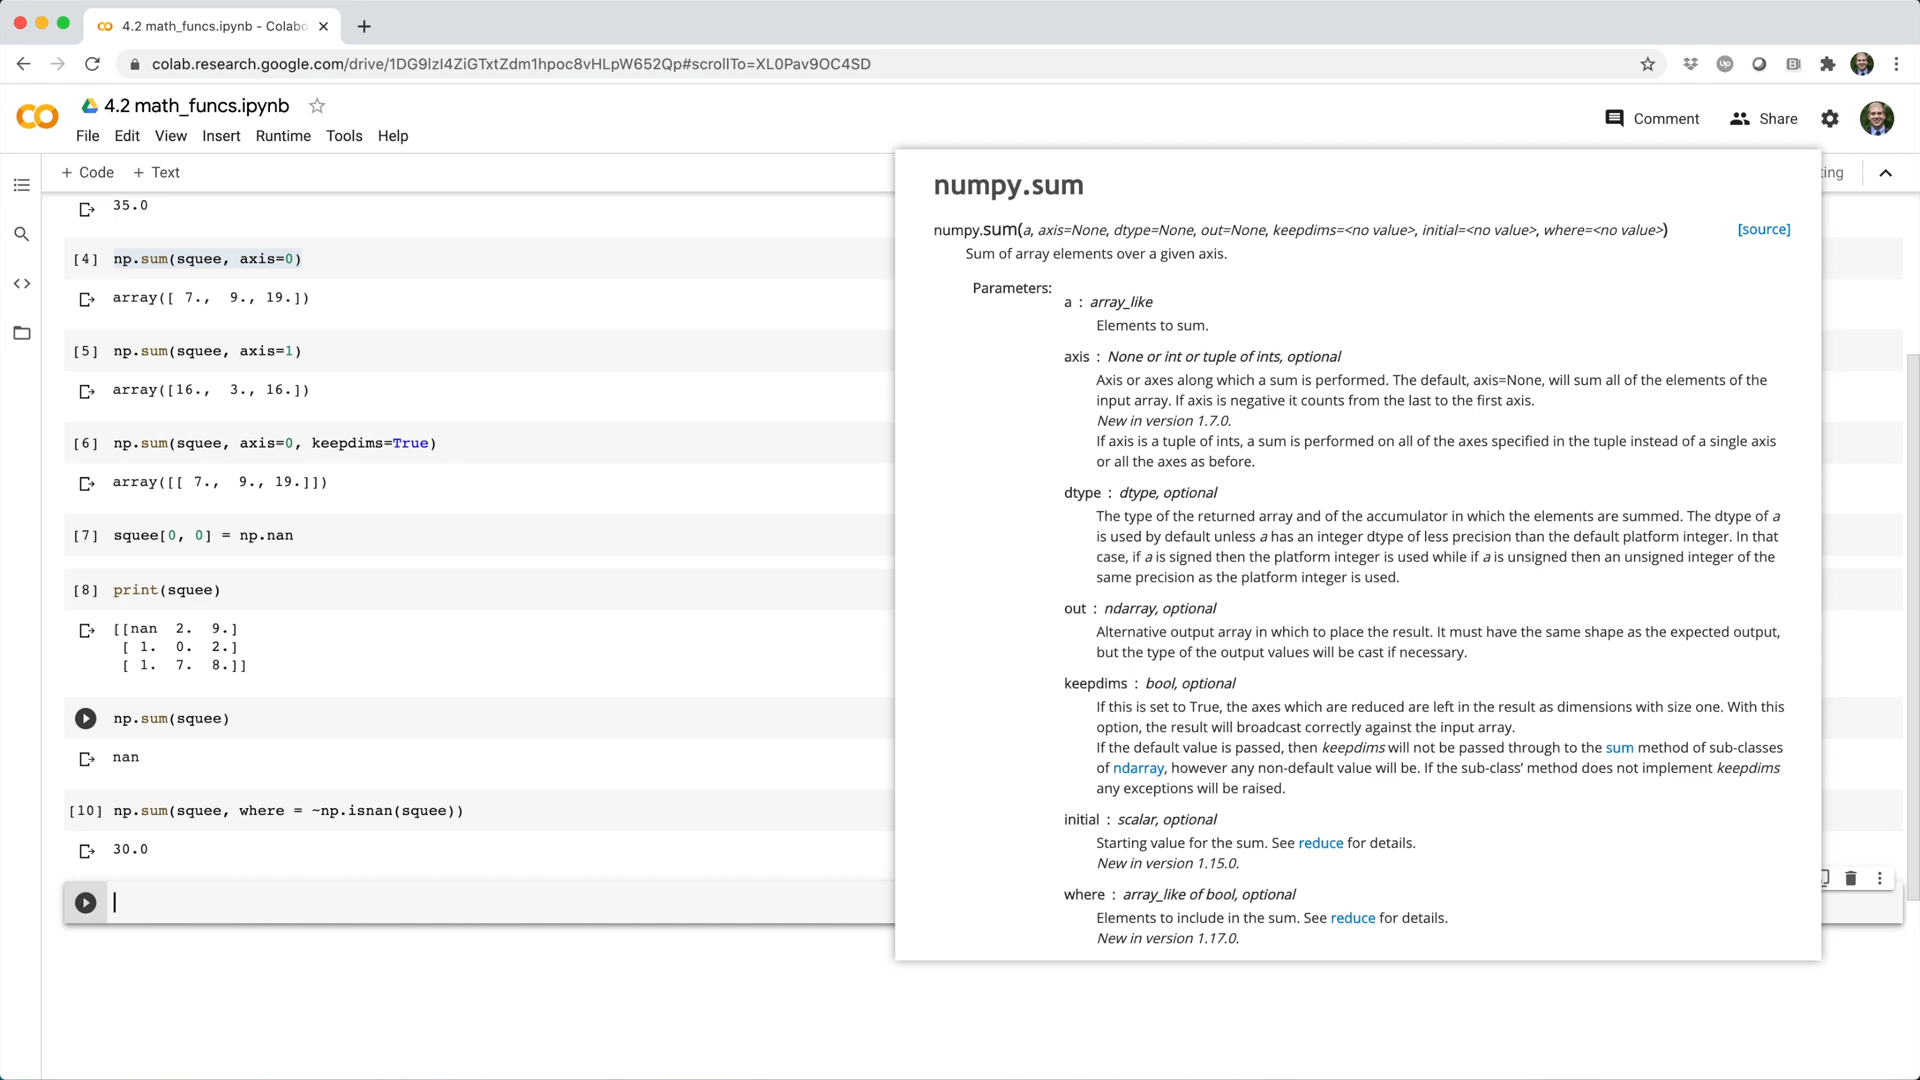 4.2 math_funcs.ipynb - Colabo
colab.research.google.com/drive/1DG9lzI4ZiGTxtZdm1hpoc8vHLpW652Qp#scrollTo=XL0Pav9OC4SD
4.2 math_funcs.ipynb
File Edit View Insert Runtime Tools Help
Comment Share
+ Code + Text
ting
35.0
[4] np.sum(squee, axis=0)
array([ 7., 9., 19.])
[5] np.sum(squee, axis=1)
array([16., 3., 16.])
[6] np.sum(squee, axis=0, keepdims=True)
array([[ 7., 9., 19.]])
[7] squee[0, 0] = np.nan
[8] print(squee)
[[nan 2. 9.]
[ 1. 0. 2.]
[ 1. 7. 8.]]
np.sum(squee)
nan
[10] np.sum(squee, where = ~np.isnan(squee))
30.0
numpy.sum
numpy.sum(a, axis=None, dtype=None, out=None, keepdims=<no value>, initial=<no value>, where=<no value>) [source]
Sum of array elements over a given axis.
Parameters:
a : array_like
Elements to sum.
axis : None or int or tuple of ints, optional
Axis or axes along which a sum is performed. The default, axis=None, will sum all of the elements of the
input array. If axis is negative it counts from the last to the first axis.
New in version 1.7.0.
If axis is a tuple of ints, a sum is performed on all of the axes specified in the tuple instead of a single axis
or all the axes as before.
dtype : dtype, optional
The type of the returned array and of the accumulator in which the elements are summed. The dtype of a
is used by default unless a has an integer dtype of less precision than the default platform integer. In that
case, if a is signed then the platform integer is used while if a is unsigned then an unsigned integer of the
same precision as the platform integer is used.
out : ndarray, optional
Alternative output array in which to place the result. It must have the same shape as the expected output,
but the type of the output values will be cast if necessary.
keepdims : bool, optional
If this is set to True, the axes which are reduced are left in the result as dimensions with size one. With this
option, the result will broadcast correctly against the input array.
If the default value is passed, then keepdims will not be passed through to the sum method of sub-classes
of ndarray, however any non-default value will be. If the sub-class’ method does not implement keepdims
any exceptions will be raised.
initial : scalar, optional
Starting value for the sum. See reduce for details.
New in version 1.15.0.
where : array_like of bool, optional
Elements to include in the sum. See reduce for details.
New in version 1.17.0.